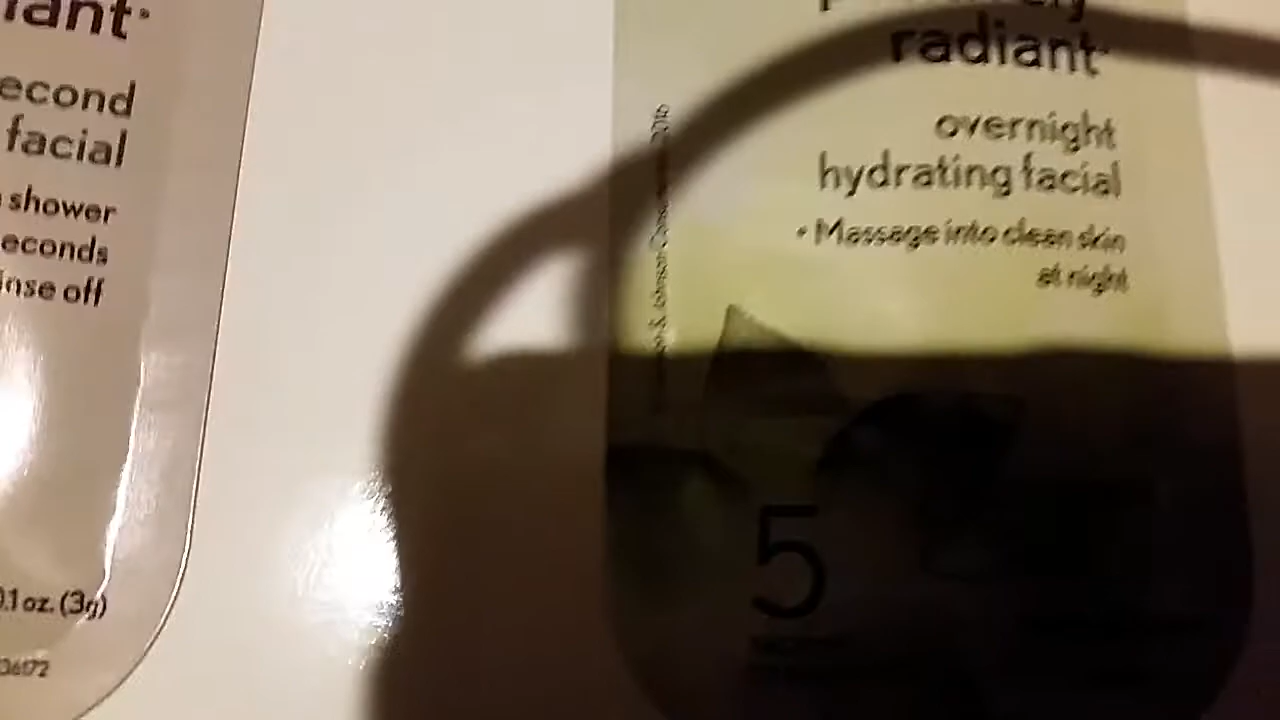 iant
econd
facial
shower
econds
inse off
0.1 oz. (3g)
36172
radiant
overnight
hydrating facial
• Massage into clean skin
at night
5